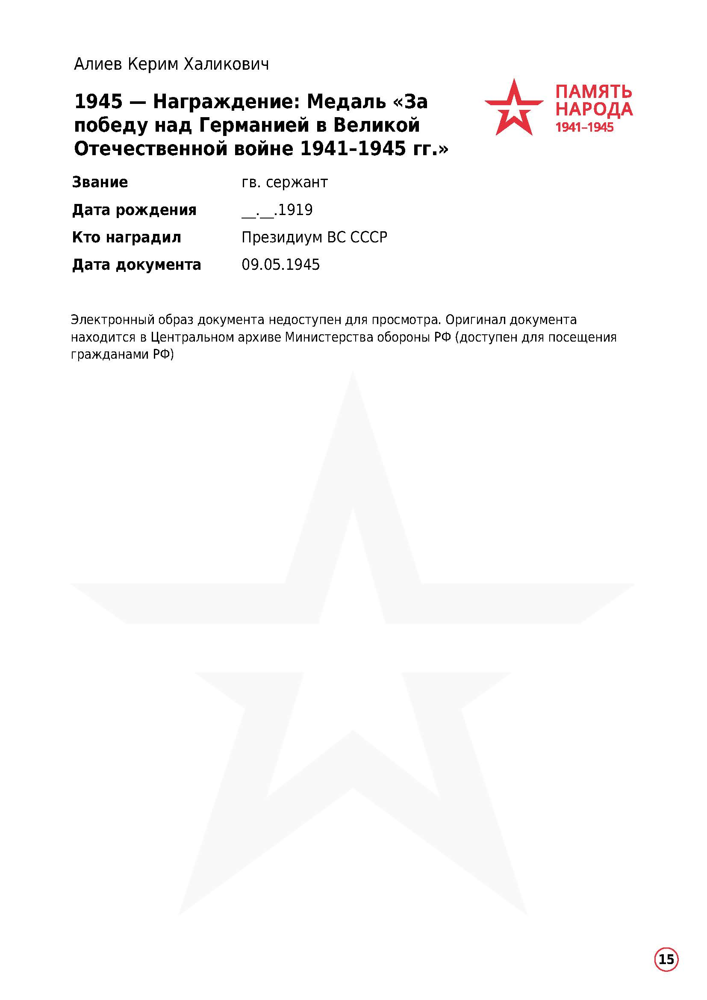 Алиев Керим Халикович
1945 — Награждение: Медаль «За
победу над Германией в Великой
Отечественной войне 1941–1945 гг.»
ПАМЯТЬ
НАРОДА
1941–1945
Звание гв. сержант
Дата рождения __.__.1919
Кто наградил Президиум ВС СССР
Дата документа 09.05.1945
Электронный образ документа недоступен для просмотра. Оригинал документа
находится в Центральном архиве Министерства обороны РФ (доступен для посещения
гражданами РФ)
15